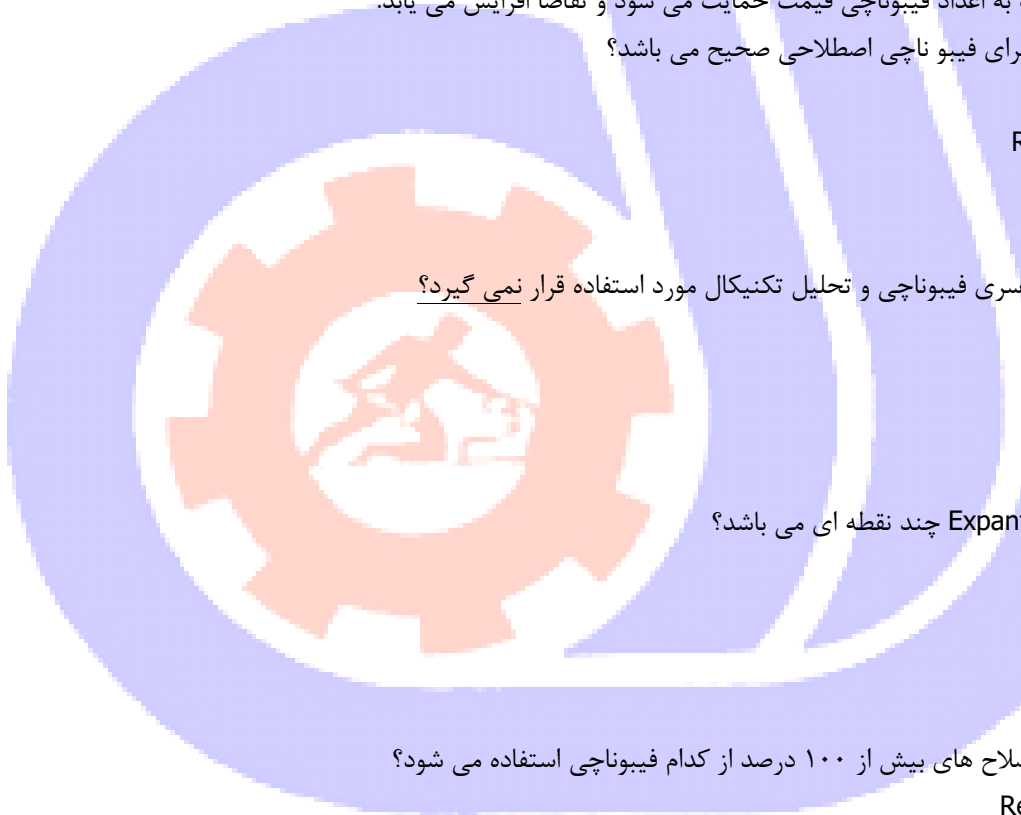 به اعداد فیبوناچی قیمت حمایت می شود و تقاضا افزایش می یابد.
رای فیبو ناچی اصطلاحی صحیح می باشد؟
R
سری فیبوناچی و تحلیل تکنیکال مورد استفاده قرار نمی گیرد؟
Expan چند نقطه ای می باشد؟
لاح های بیش از ۱۰۰ درصد از کدام فیبوناچی استفاده می شود؟
Re